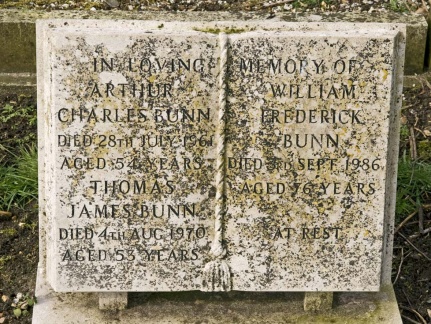 IN LOVING
ARTHUR
CHARLES BUNN
DIED 28TH JULY 1961
AGED 54 YEARS
THOMAS
JAMES BUNN
DIED 4TH AUG 1970
AGED 53 YEARS
MEMORY OF
WILLIAM
FREDERICK
BUNN
DIED SEPT 1986
AGED 76 YEARS
AT REST